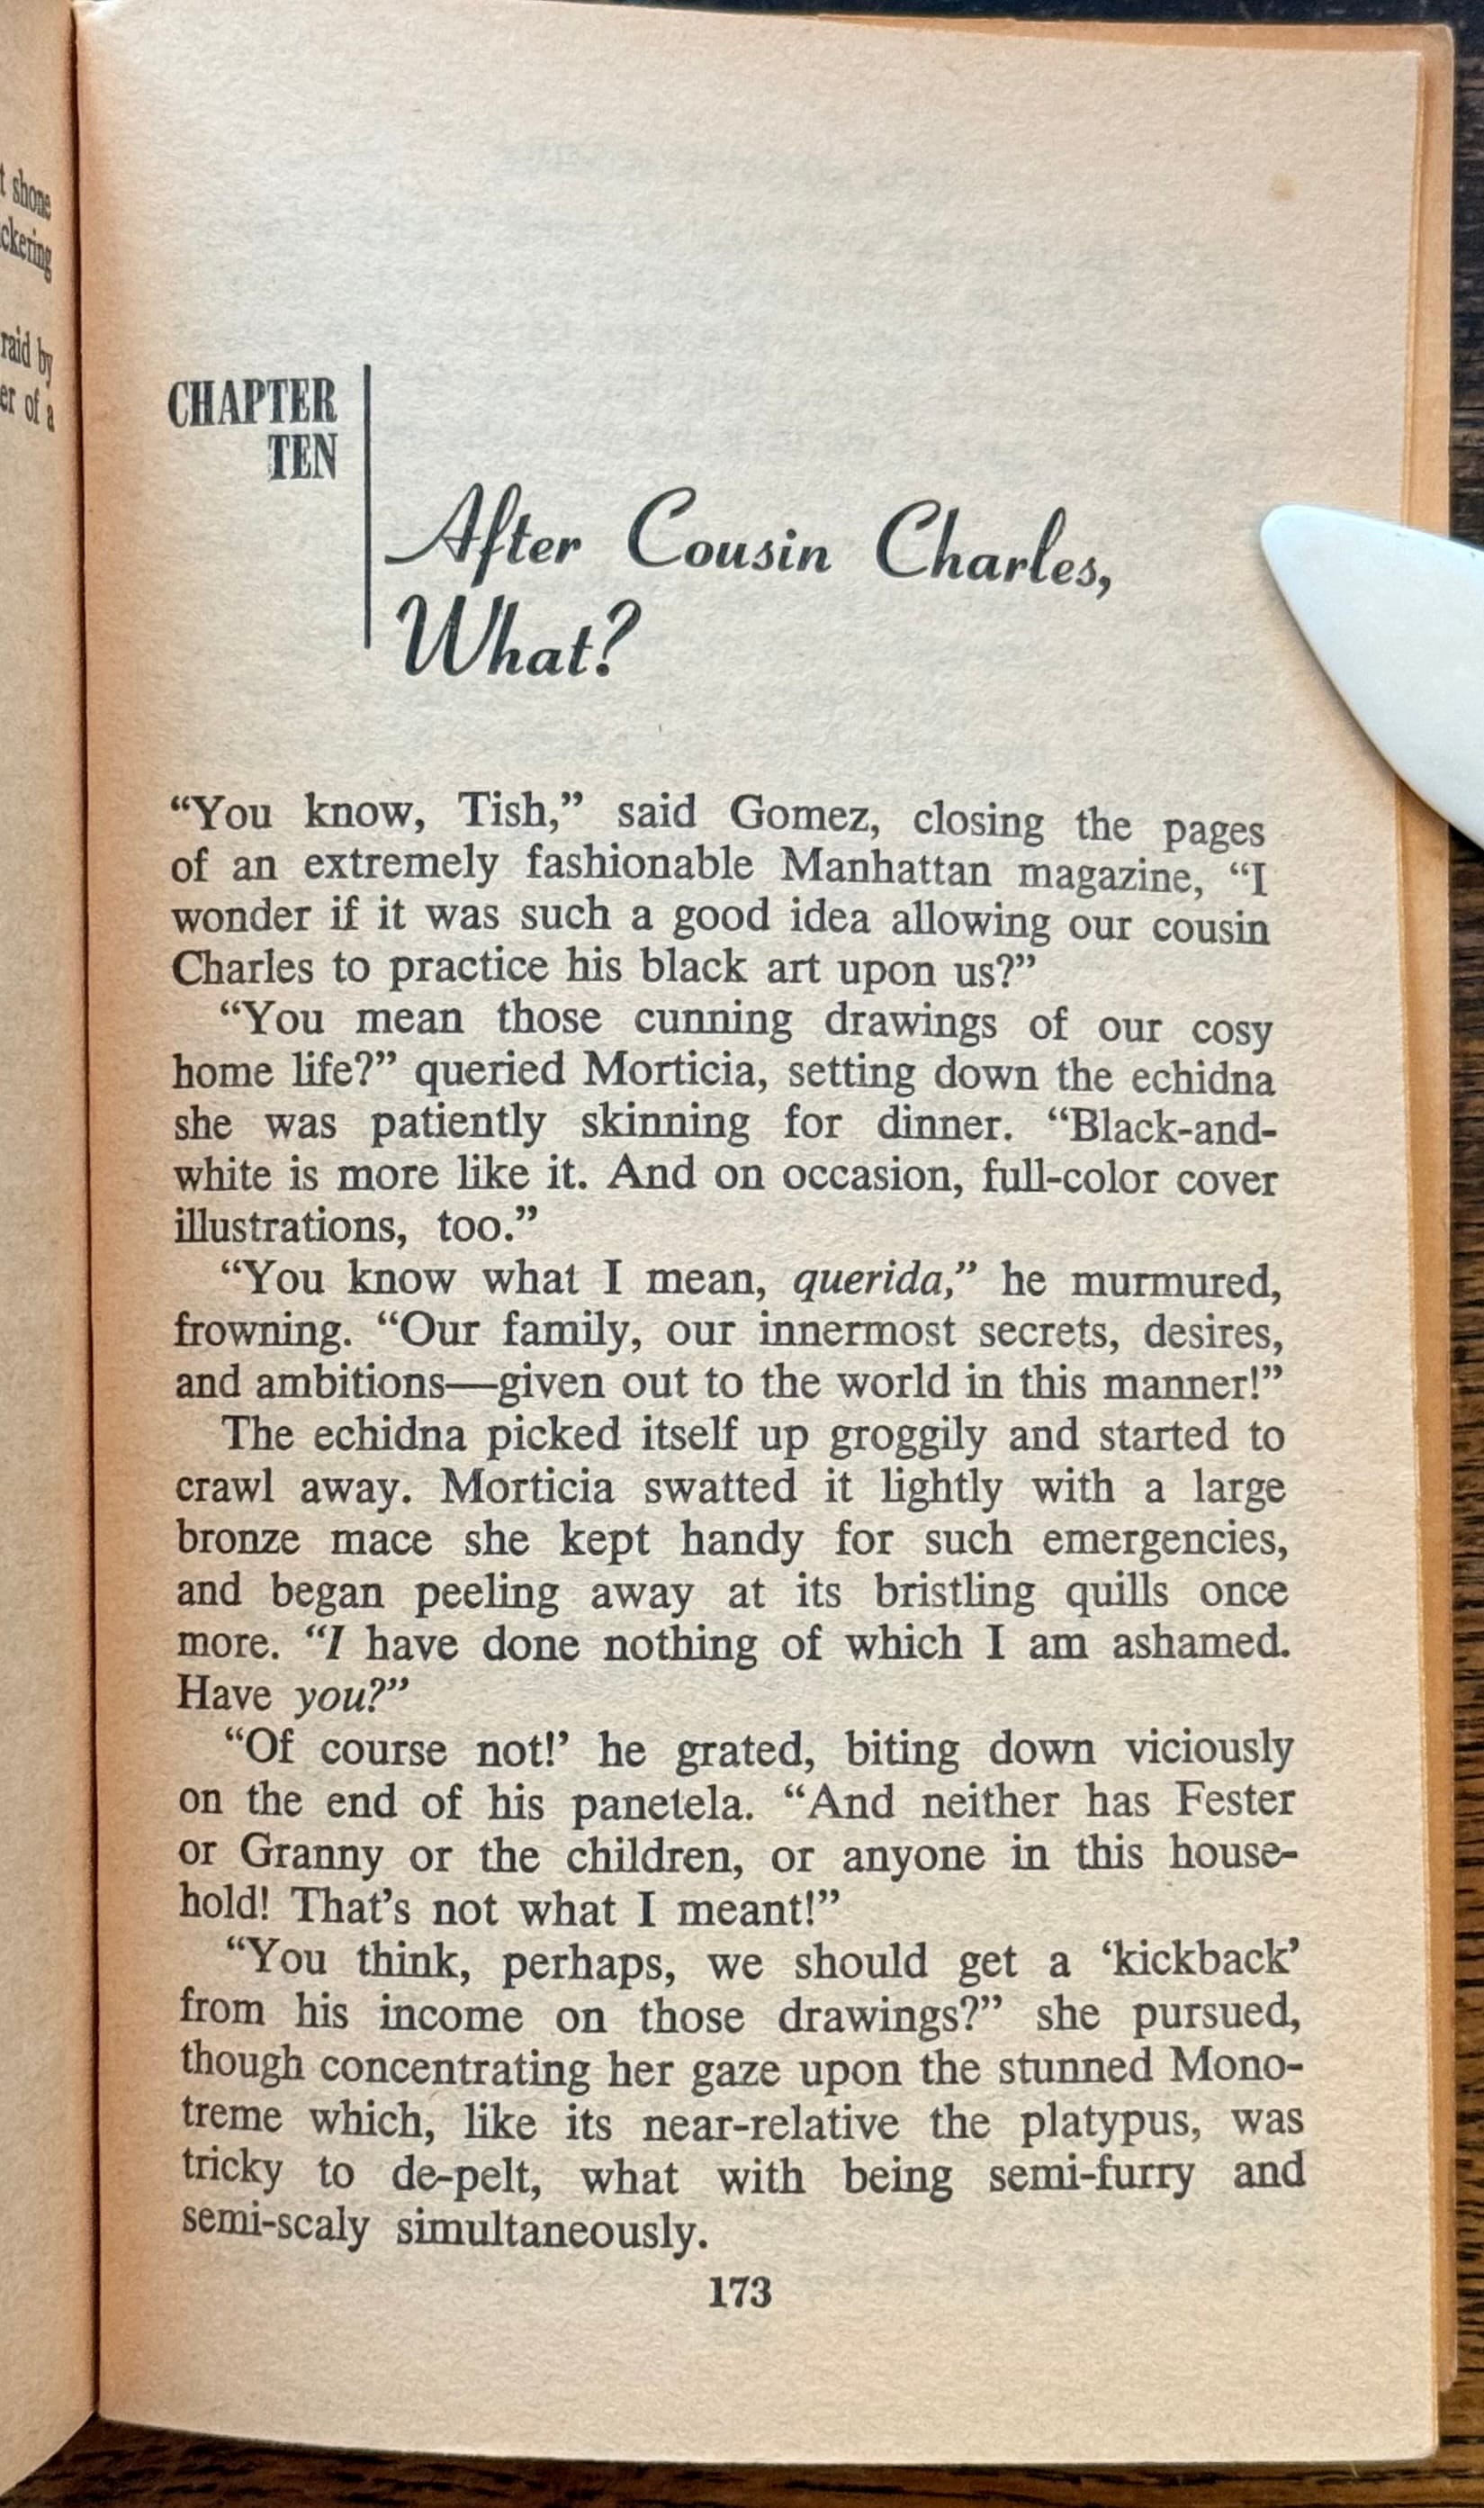 t shone
ckering
raid by
er of a
CHAPTER
TEN
After Cousin Charles,
What?
“You know, Tish,” said Gomez, closing the pages
of an extremely fashionable Manhattan magazine, “I
wonder if it was such a good idea allowing our cousin
Charles to practice his black art upon us?”
“You mean those cunning drawings of our cosy
home life?” queried Morticia, setting down the echidna
she was patiently skinning for dinner. “Black-and-
white is more like it. And on occasion, full-color cover
illustrations, too.”
“You know what I mean, querida,” he murmured,
frowning. “Our family, our innermost secrets, desires,
and ambitions—given out to the world in this manner!”
The echidna picked itself up groggily and started to
crawl away. Morticia swatted it lightly with a large
bronze mace she kept handy for such emergencies,
and began peeling away at its bristling quills once
more. “I have done nothing of which I am ashamed.
Have you?”
“Of course not!’ he grated, biting down viciously
on the end of his panetela. “And neither has Fester
or Granny or the children, or anyone in this house-
hold! That’s not what I meant!”
“You think, perhaps, we should get a ‘kickback’
from his income on those drawings?” she pursued,
though concentrating her gaze upon the stunned Mono-
treme which, like its near-relative the platypus, was
tricky to de-pelt, what with being semi-furry and
semi-scaly simultaneously.
173